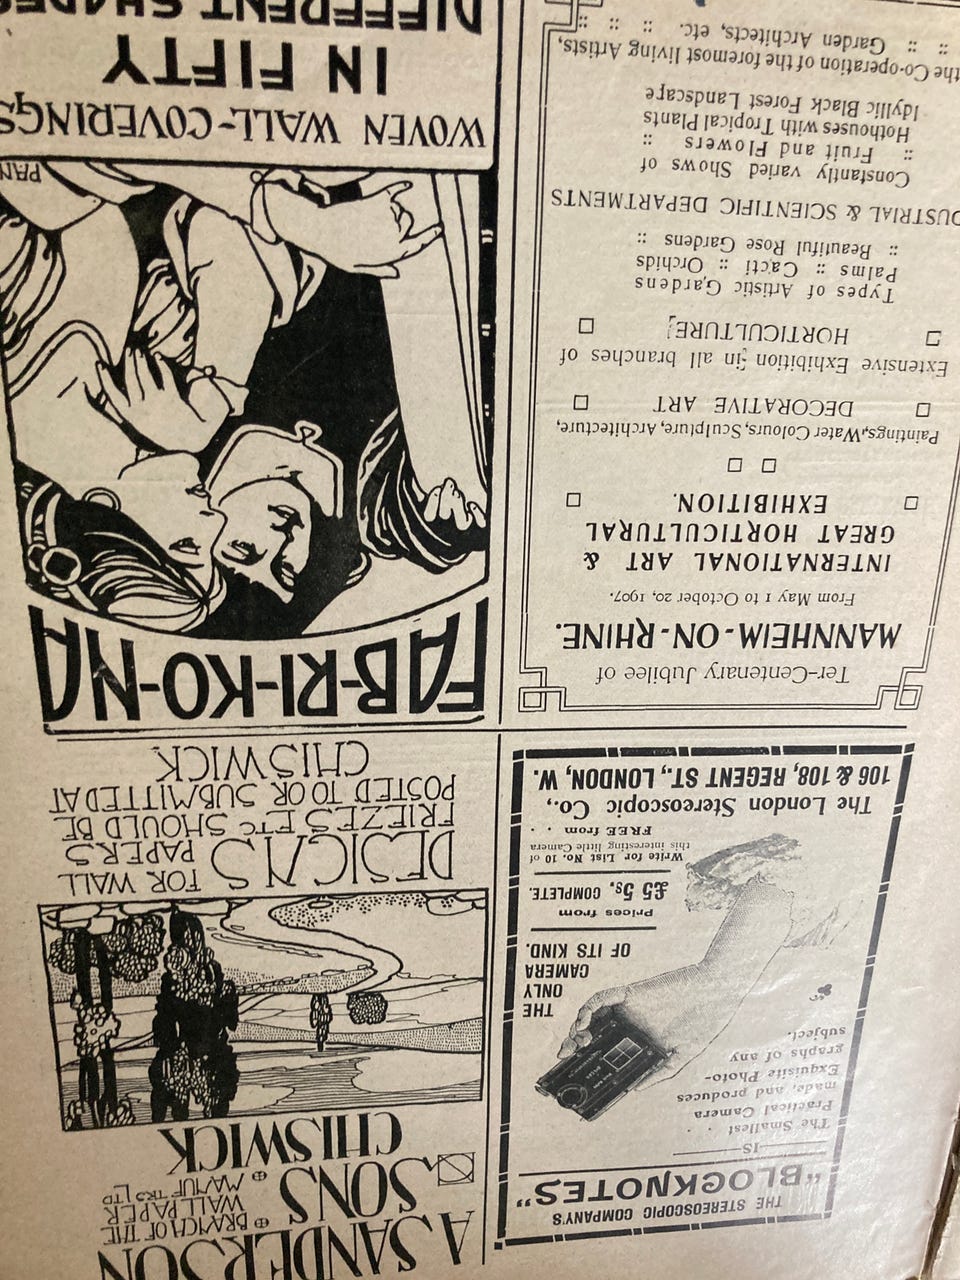 THE STEREOSCOPIC COMPANY'S
"BLOCKNOTES"
IS
The Smallest
Practical Camera
made, and produces
Exquisite Photo-
graphs of any
subject.
THE
ONLY
CAMERA
OF ITS KIND.
Prices from
£5 5s. COMPLETE.
Write for List No. 10 of
this interesting little Camera
FREE from . .
The London Stereoscopic Co.,
106 & 108, REGENT ST., LONDON, W.
A SANDERSON
SONS
BRANCH OF THE
WALL PAPER
MANUFTRS LTD
CHISWICK
DESIGNS FOR WALL
PAPERS
FRIEZES ETC SHOULD BE
POSTED TO OR SUBMITTED AT
CHISWICK
Ter-Centenary Jubilee of
MANNHEIM-ON-RHINE.
From May 1 to October 20, 1907.
INTERNATIONAL ART &
GREAT HORTICULTURAL
EXHIBITION.
Paintings, Water Colours, Sculpture, Architecture,
DECORATIVE ART
Extensive Exhibition in all branches of
HORTICULTURE
Types of Artistic Gardens
Palms :: Cacti :: Orchids
:: Beautiful Rose Gardens ::
DUSTRIAL & SCIENTIFIC DEPARTMENTS
Constantly varied Shows of
:: Fruit and Flowers ::
Hothouses with Tropical Plants
Idyllic Black Forest Landscape
the Co-operation of the foremost living Artists,
:: :: Garden Architects, etc. :: :: ::
FAB-RI-KO-NA
PAN
WOVEN WALL-COVERINGS
IN FIFTY
DIFFERENT SHADES